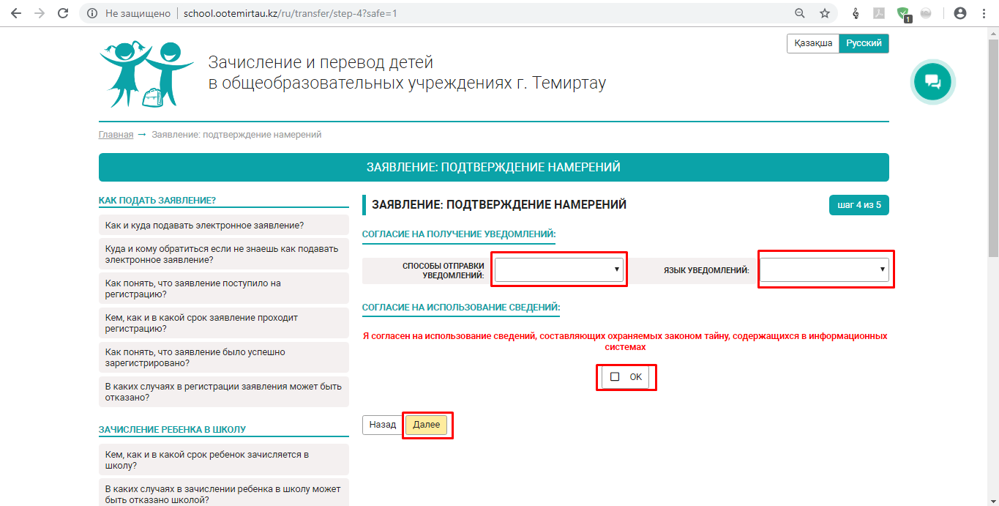 Не защищено
school.ootemirtau.kz/ru/transfer/step-4?safe=1
1
Қазақша
Русский
Зачисление и перевод детей
в общеобразовательных учреждениях г. Темиртау
Главная → Заявление: подтверждение намерений
ЗАЯВЛЕНИЕ: ПОДТВЕРЖДЕНИЕ НАМЕРЕНИЙ
КАК ПОДАТЬ ЗАЯВЛЕНИЕ?
Как и куда подавать электронное заявление?
Куда и кому обратиться если не знаешь как подавать
электронное заявление?
Как понять, что заявление поступило на
регистрацию?
Кем, как и в какой срок заявление проходит
регистрацию?
Как понять, что заявление было успешно
зарегистрировано?
В каких случаях в регистрации заявления может быть
отказано?
ЗАЧИСЛЕНИЕ РЕБЕНКА В ШКОЛУ
Кем, как и в какой срок ребенок зачисляется в
школу?
В каких случаях в зачислении ребенка в школу может
быть отказано школой?
ЗАЯВЛЕНИЕ: ПОДТВЕРЖДЕНИЕ НАМЕРЕНИЙ
шаг 4 из 5
СОГЛАСИЕ НА ПОЛУЧЕНИЕ УВЕДОМЛЕНИЙ:
СПОСОБЫ ОТПРАВКИ
УВЕДОМЛЕНИЙ:
ЯЗЫК УВЕДОМЛЕНИЙ:
СОГЛАСИЕ НА ИСПОЛЬЗОВАНИЕ СВЕДЕНИЙ:
Я согласен на использование сведений, составляющих охраняемых законом тайну, содержащихся в информационных
системах
OK
Назад
Далее